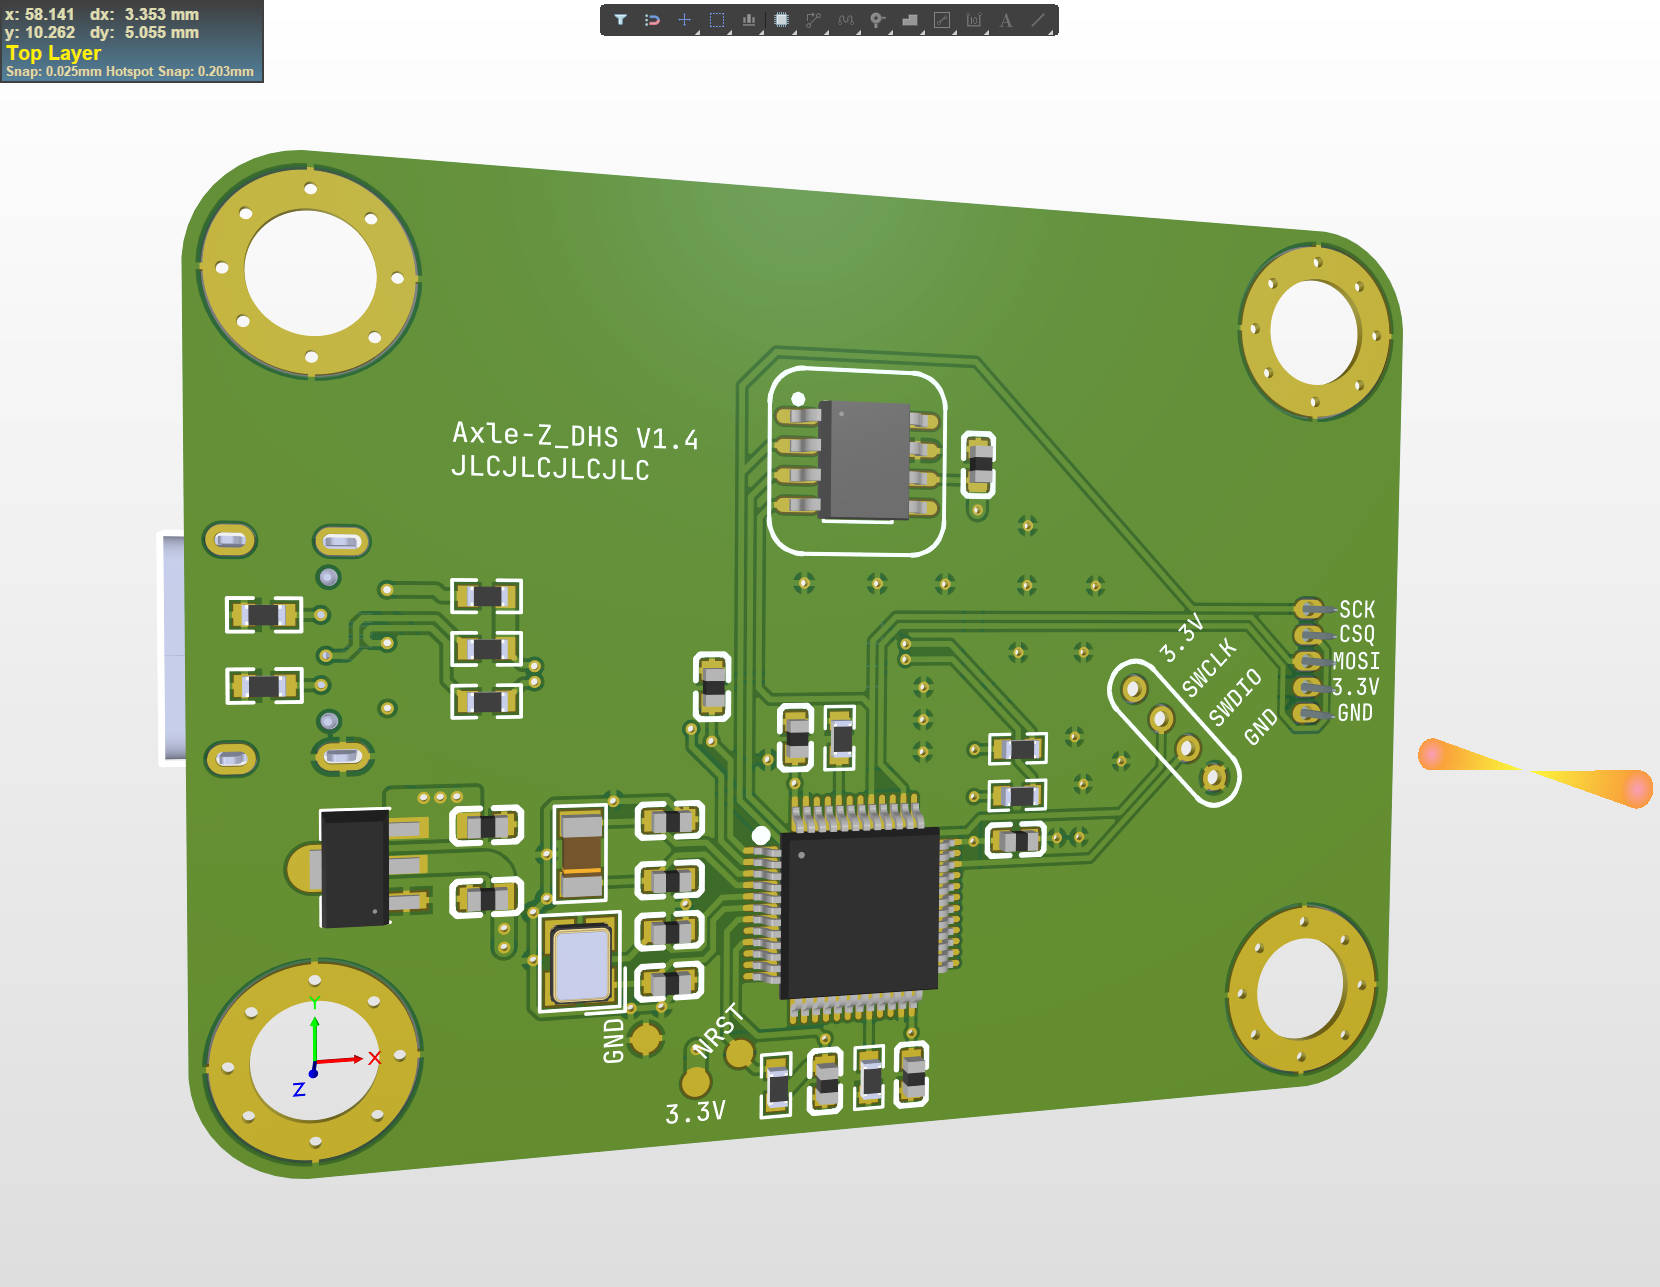 x: 58.141 dx: 3.353 mm
y: 10.262 dy: 5.055 mm
Top Layer
Snap: 0.025mm Hotspot Snap: 0.203mm
Axle-Z_DHS V1.4
JLCJLCJLCJLC
SCK
CSQ
MOSI
3.3V
GND
3.3V
SWCLK
SWDIO
GND
GND
NRST
3.3V
Y
X
Z